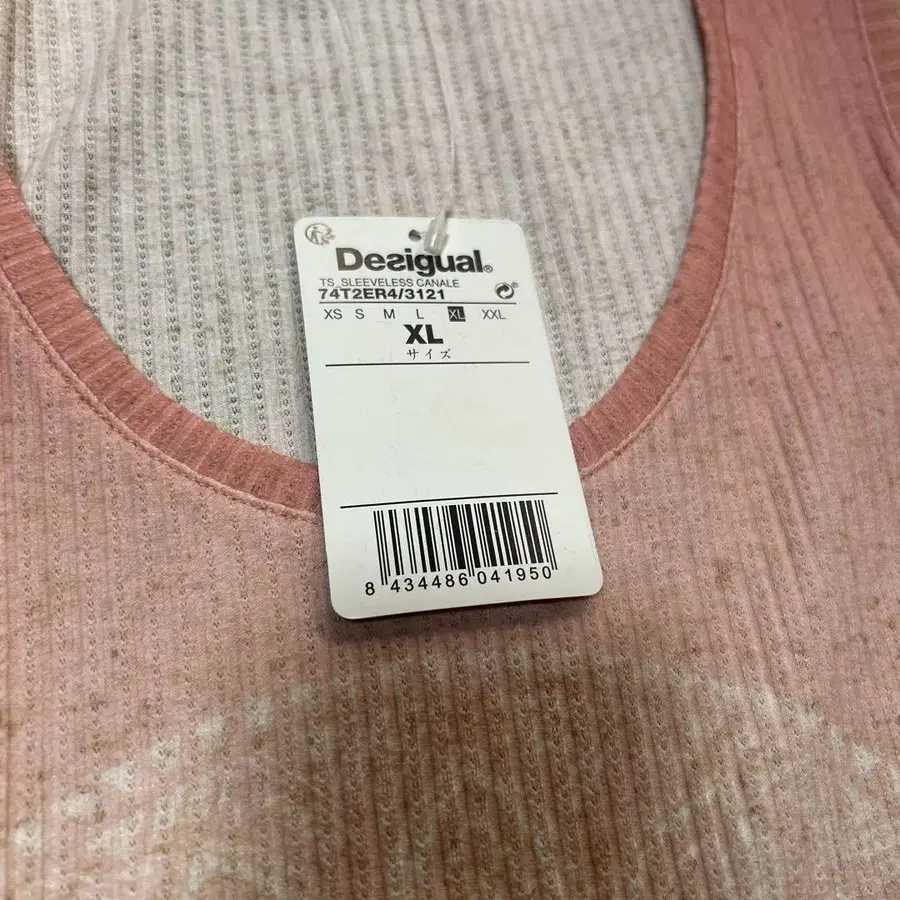 Desigual®
TS_SLEEVELESS CANALE
74T2ER4/3121
XS S M L XL XXL
XL
サイズ
8 434486 041950